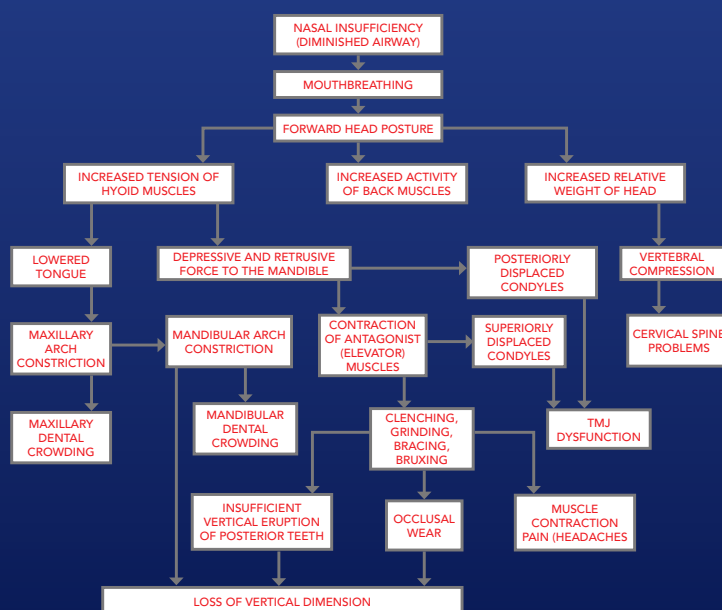 NASAL INSUFFICIENCY
(DIMINISHED AIRWAY)
MOUTHBREATHING
FORWARD HEAD POSTURE
INCREASED TENSION OF
HYOID MUSCLES
INCREASED ACTIVITY
OF BACK MUSCLES
INCREASED RELATIVE
WEIGHT OF HEAD
LOWERED
TONGUE
DEPRESSIVE AND RETRUSIVE
FORCE TO THE MANDIBLE
POSTERIORLY
DISPLACED
CONDYLES
VERTEBRAL
COMPRESSION
MAXILLARY
ARCH
CONSTRICTION
MANDIBULAR ARCH
CONSTRICTION
CONTRACTION
OF ANTAGONIST
(ELEVATOR)
MUSCLES
SUPERIORLY
DISPLACED
CONDYLES
CERVICAL SPINE
PROBLEMS
MAXILLARY
DENTAL
CROWDING
MANDIBULAR
DENTAL
CROWDING
CLENCHING,
GRINDING,
BRACING,
BRUXING
TMJ
DYSFUNCTION
INSUFFICIENT
VERTICAL ERUPTION
OF POSTERIOR TEETH
OCCLUSAL
WEAR
MUSCLE
CONTRACTION
PAIN (HEADACHES
LOSS OF VERTICAL DIMENSION